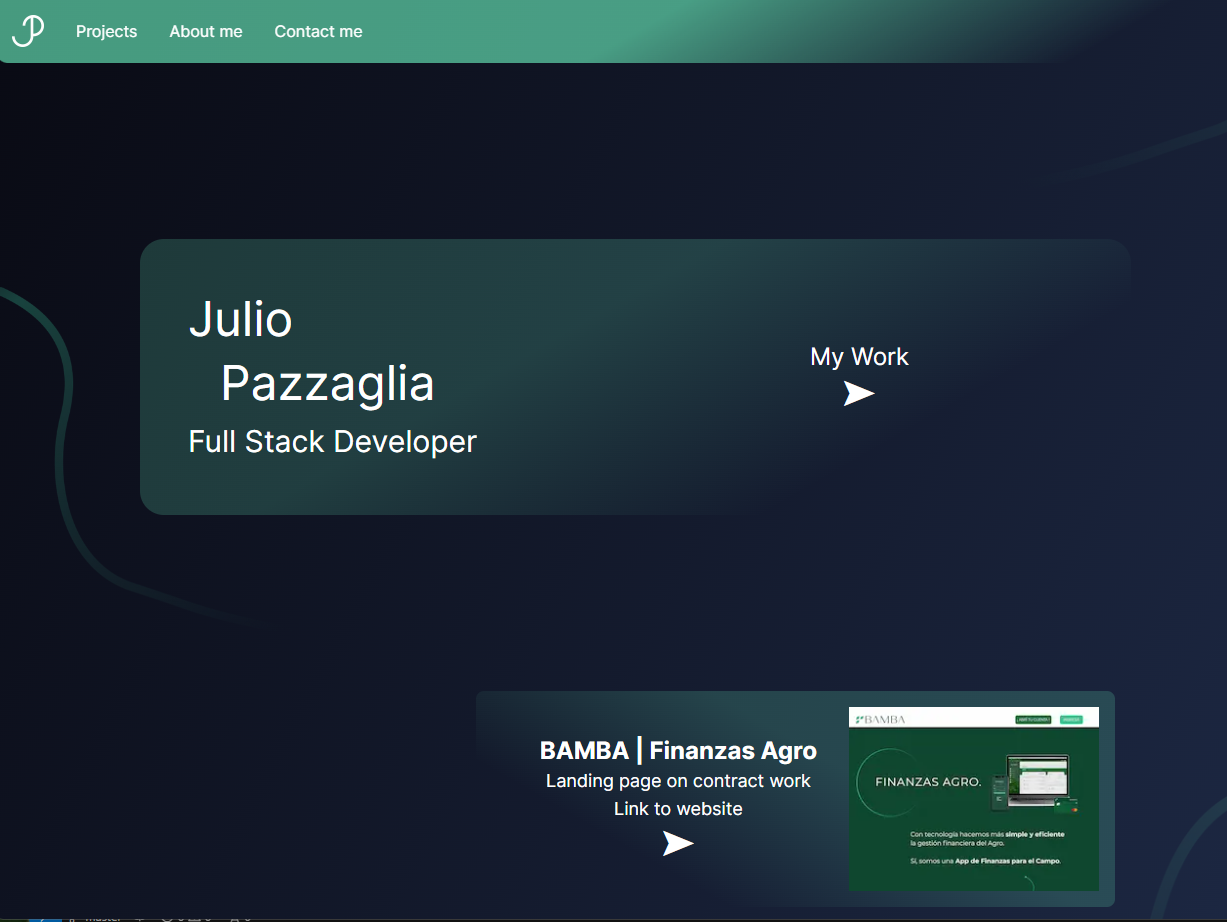 Projects About me Contact me
Julio
Pazzaglia
Full Stack Developer
My Work
BAMBA | Finanzas Agro
Landing page on contract work
Link to website
BAMBA
FINANZAS AGRO.
Con tecnología hacemos más simple y eficiente
la gestión financiera del Agro.
Sí, somos una App de Finanzas para el Campo.